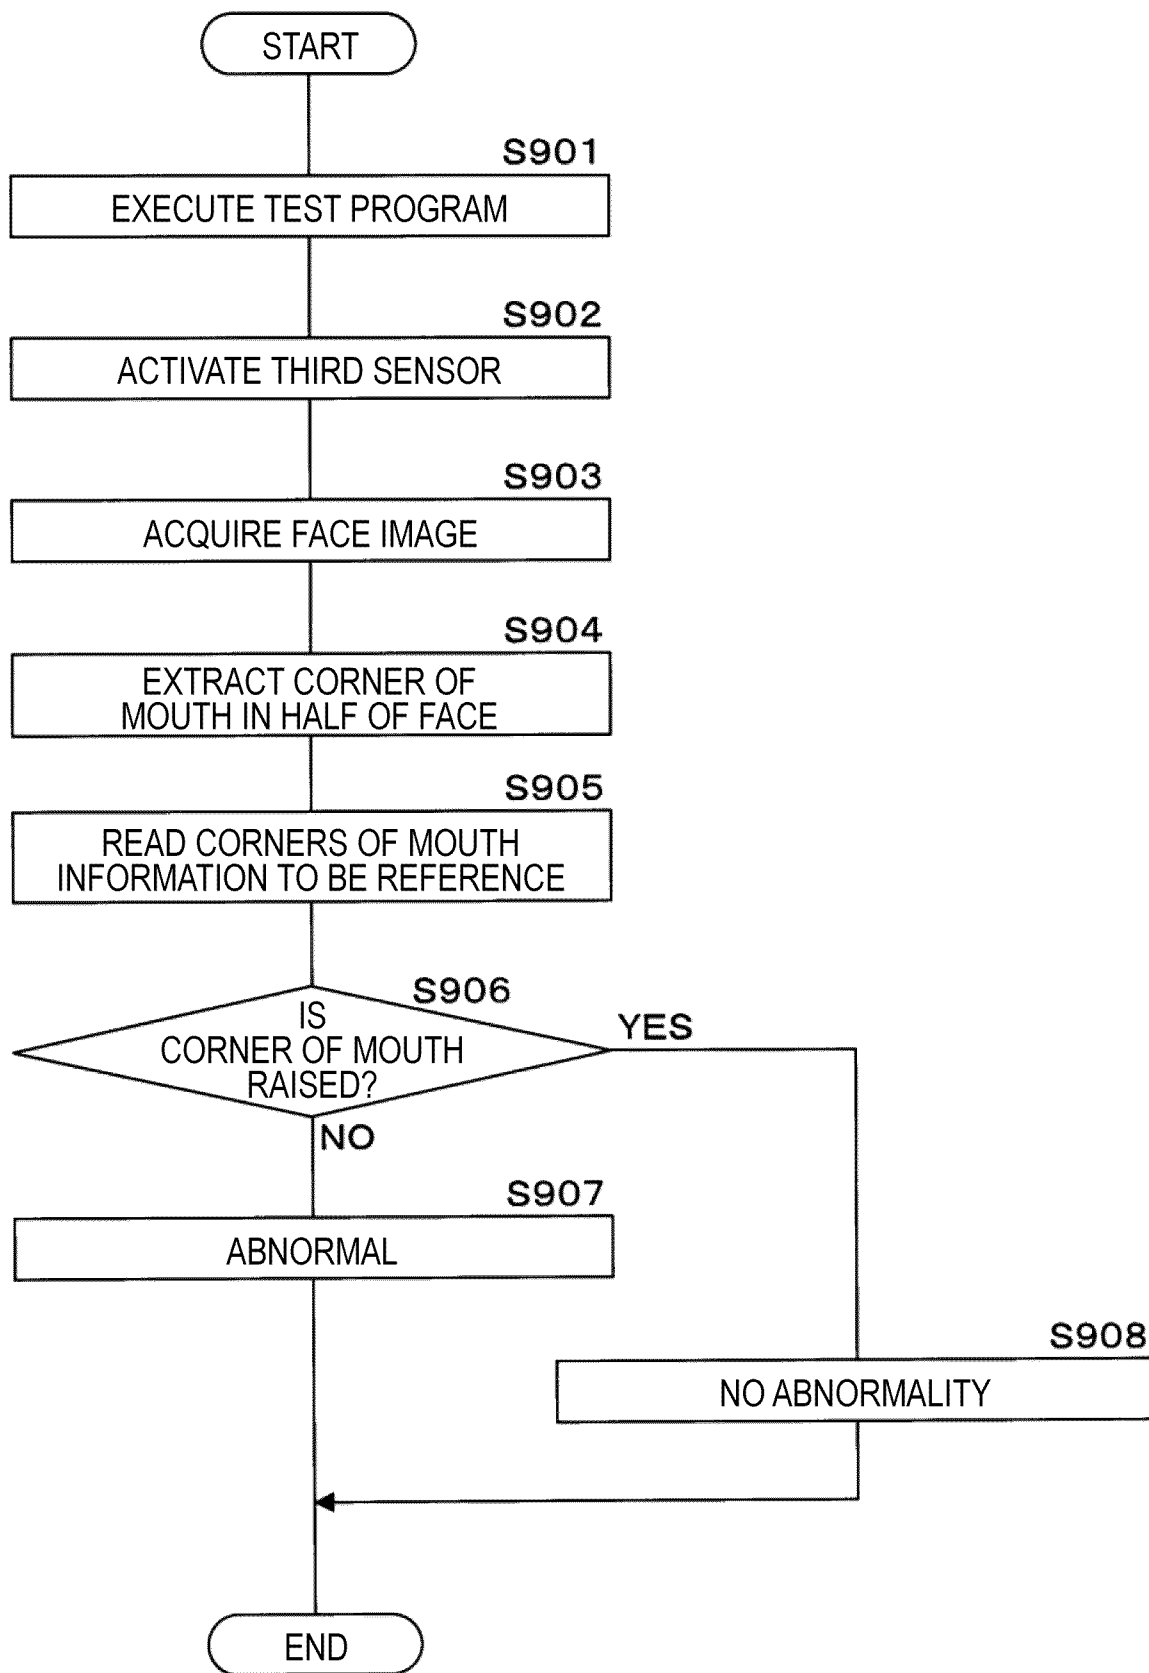 START
S901
EXECUTE TEST PROGRAM
S902
ACTIVATE THIRD SENSOR
S903
ACQUIRE FACE IMAGE
S904
EXTRACT CORNER OF
MOUTH IN HALF OF FACE
S905
READ CORNERS OF MOUTH
INFORMATION TO BE REFERENCE
S906
IS
CORNER OF MOUTH
RAISED?
YES
NO
S907
ABNORMAL
S908
NO ABNORMALITY
END